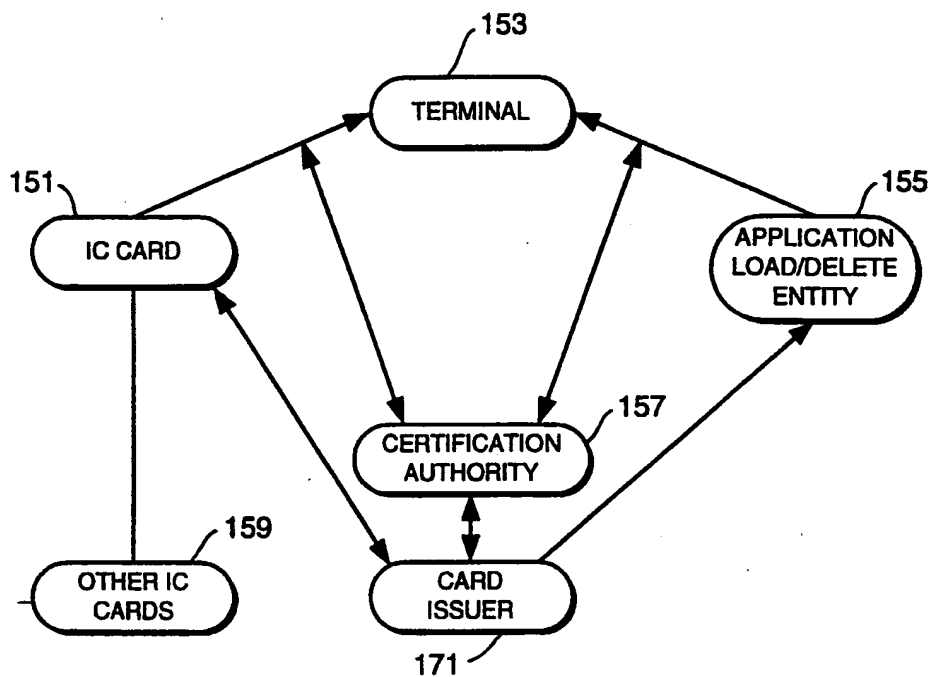 153
TERMINAL
151
IC CARD
155
APPLICATION
LOAD/DELETE
ENTITY
157
CERTIFICATION
AUTHORITY
159
OTHER IC
CARDS
CARD
ISSUER
171